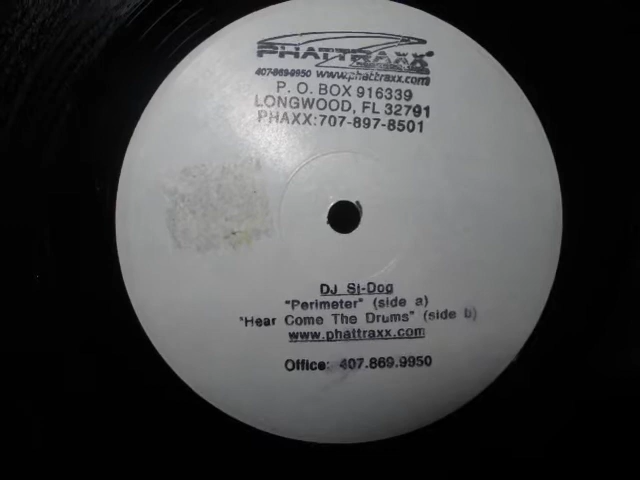 PHATTRAXX
407-869-9950 www.phattraxx.com
P. O. BOX 916339
LONGWOOD, FL 32791
PHAXX:707-897-8501
DJ Si-Dog
"Perimeter" (side a)
"Hear Come The Drums" (side b)
www.phattraxx.com
Office: 407.869.9950